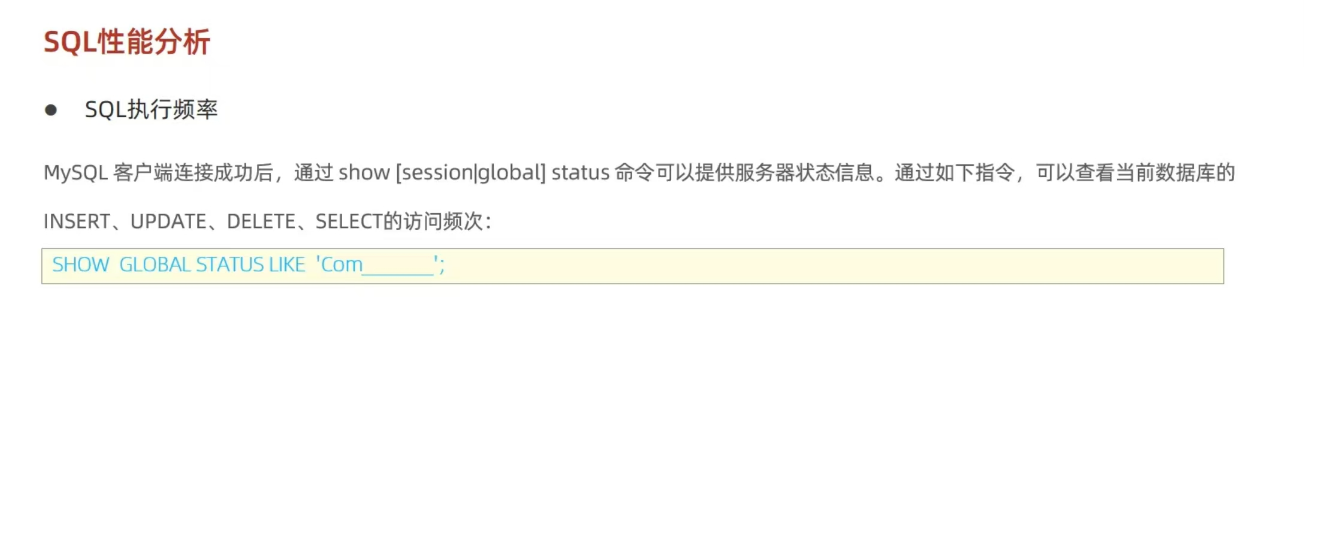 SQL性能分析
● SQL执行频率
MySQL 客户端连接成功后，通过 show [session|global] status 命令可以提供服务器状态信息。通过如下指令，可以查看当前数据库的
INSERT、UPDATE、DELETE、SELECT的访问频次：
SHOW  GLOBAL STATUS LIKE  'Com_______';